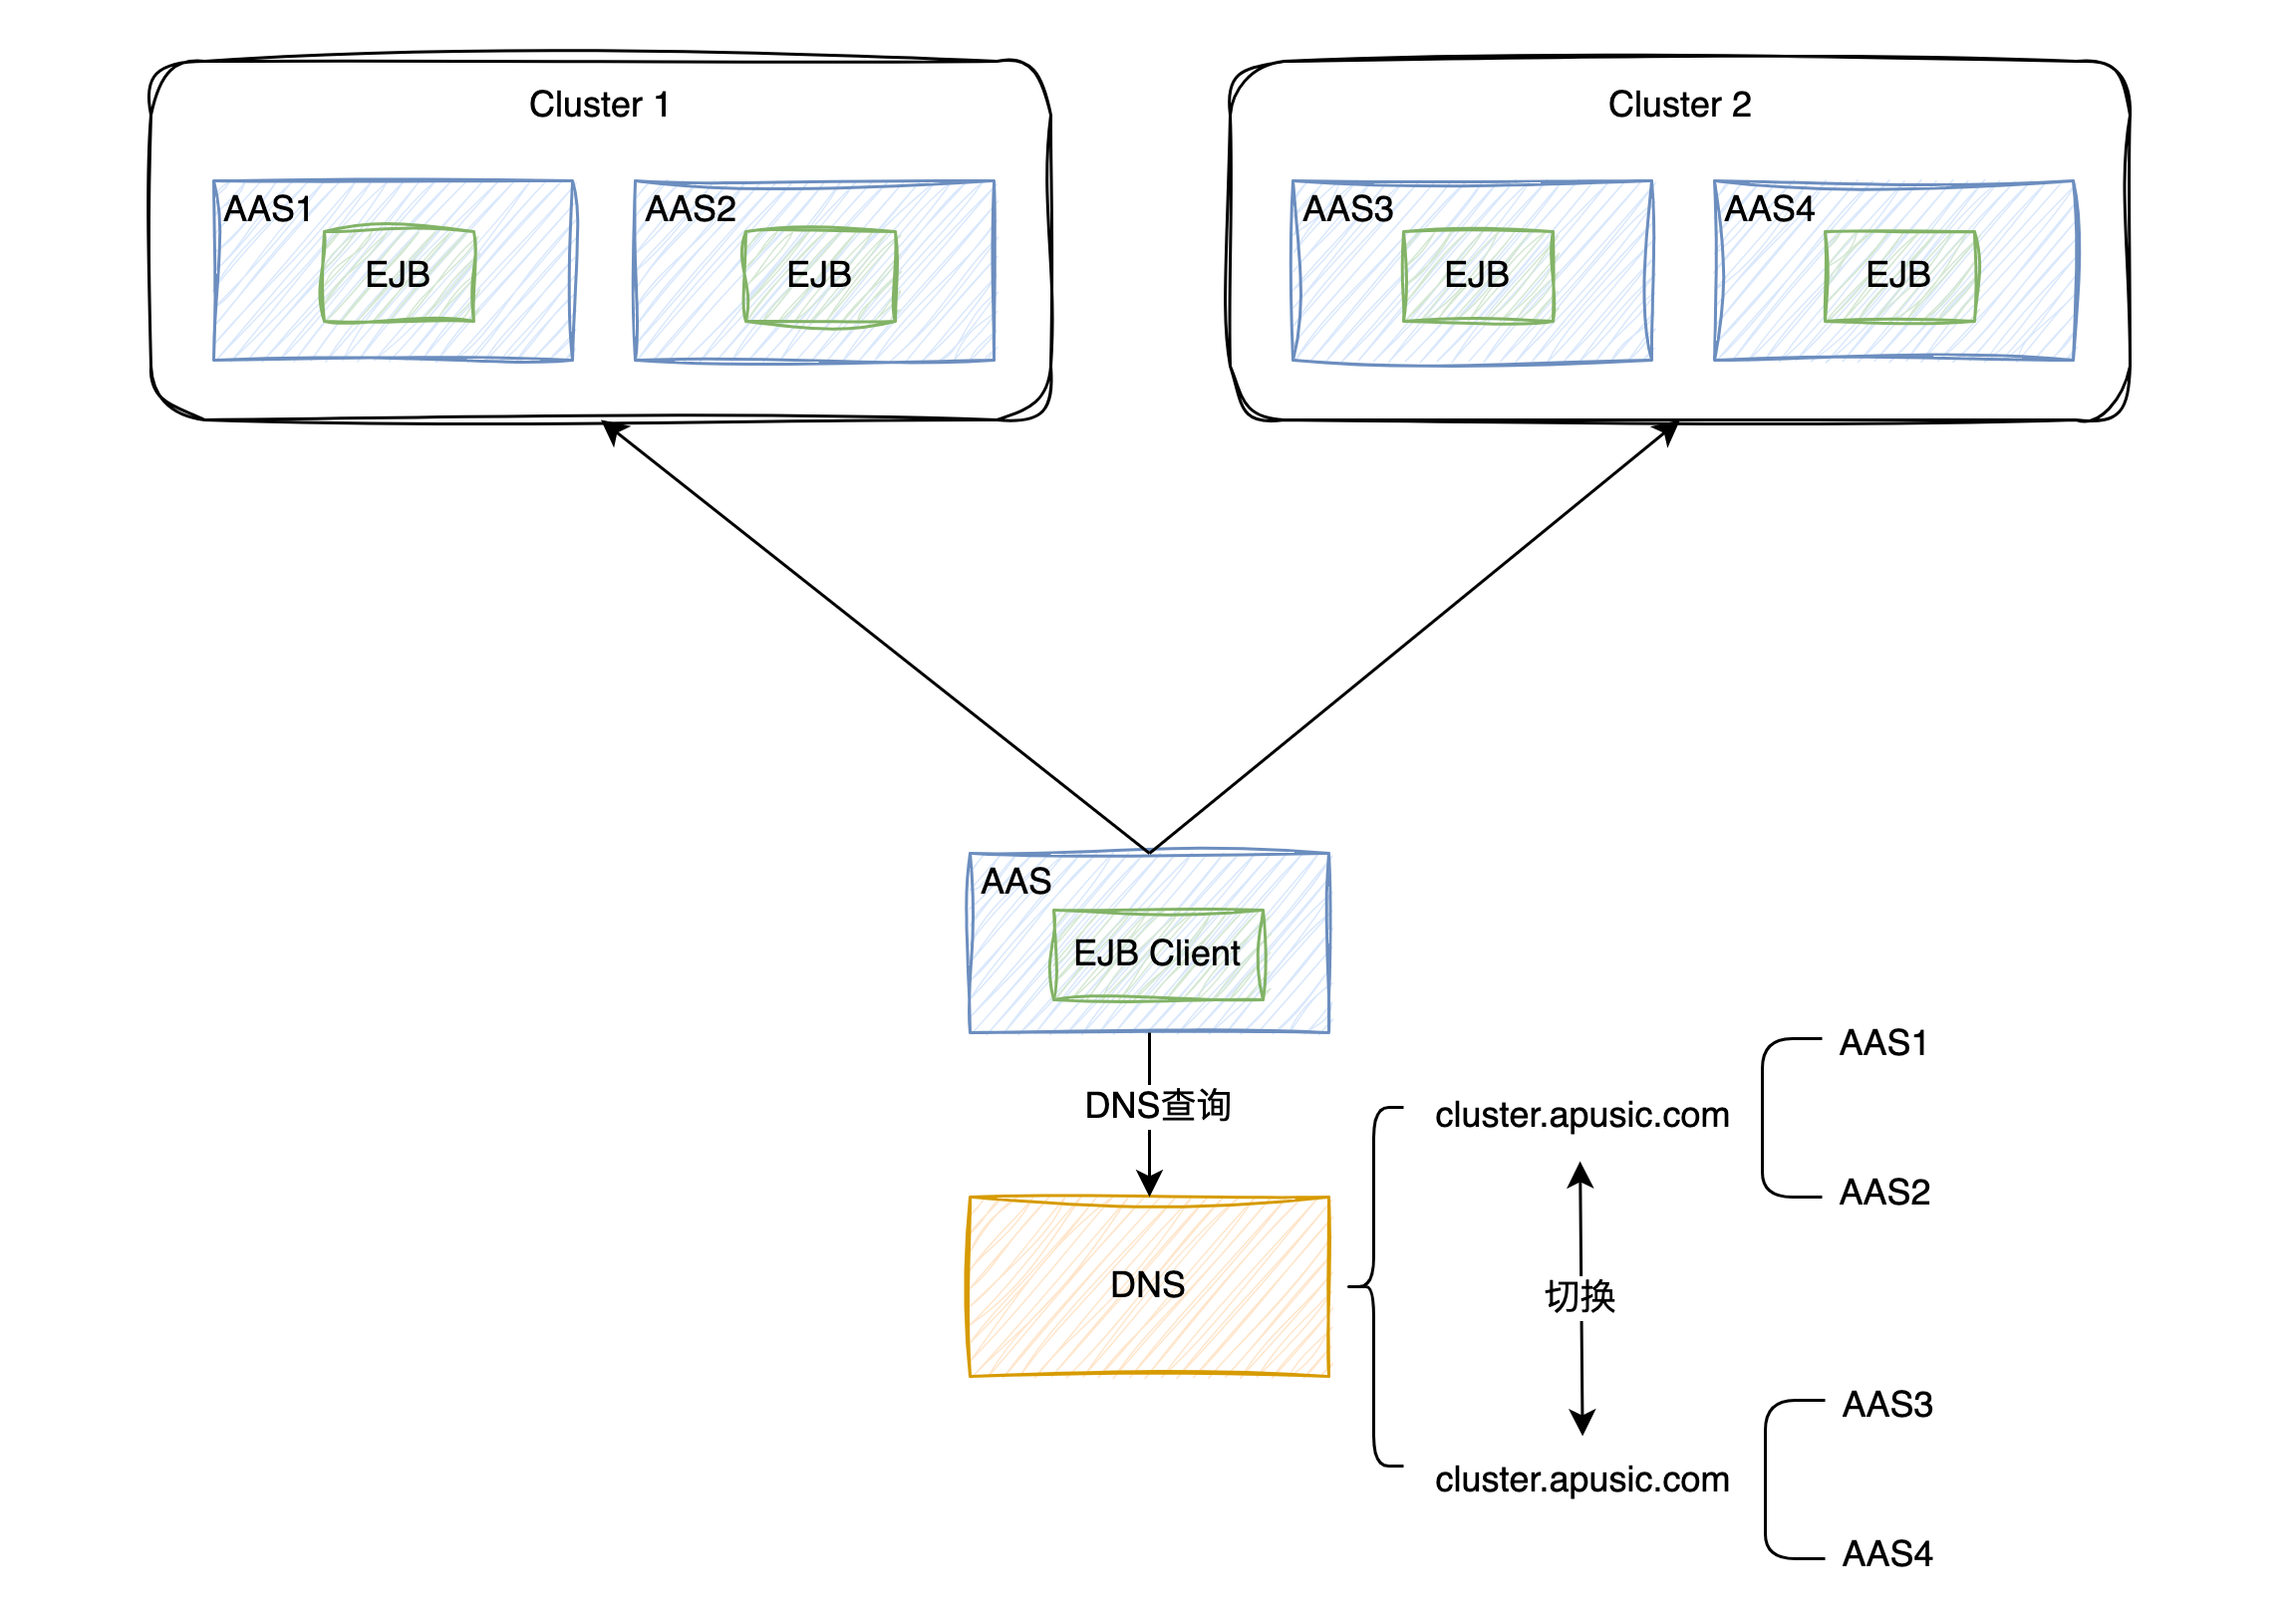 Cluster 1
Cluster 2
AAS1
EJB
AAS2
EJB
AAS3
EJB
AAS4
EJB
AAS
EJB Client
DNS查询
DNS
cluster.apusic.com
AAS1
AAS2
切换
cluster.apusic.com
AAS3
AAS4